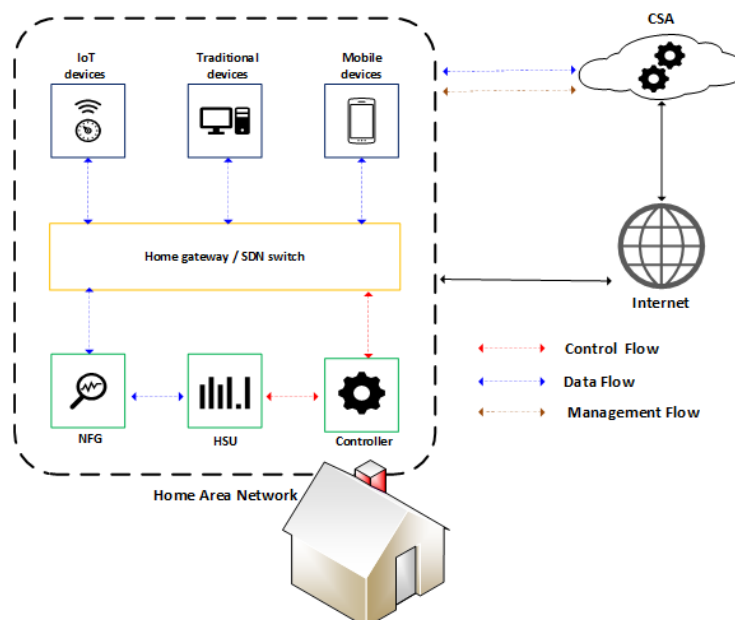 CSA
IoT
devices
Traditional
devices
Mobile
devices
Home gateway / SDN switch
Internet
Control Flow
Data Flow
Management Flow
NFG
HSU
Controller
Home Area Network